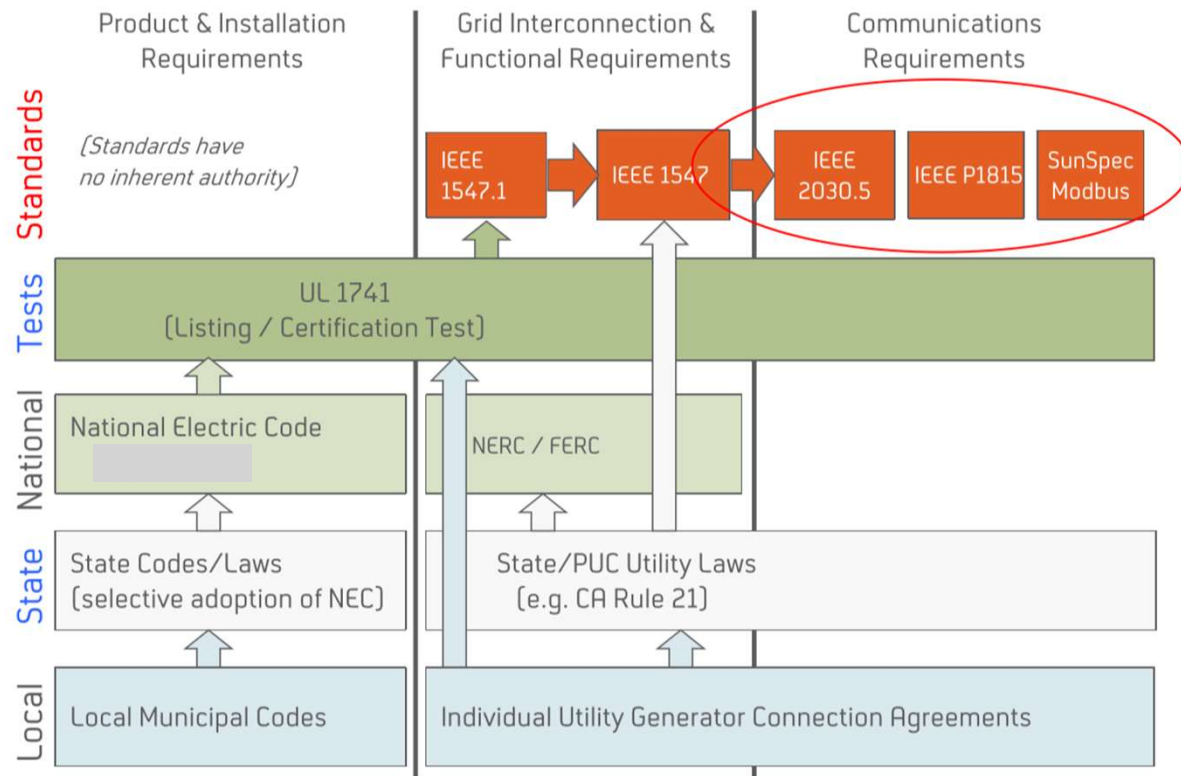 Product & Installation
Requirements
Grid Interconnection &
Functional Requirements
Communications
Requirements
Standards
[Standards have
no inherent authority]
IEEE
1547.1
IEEE 1547
IEEE
2030.5
IEEE P1815
SunSpec
Modbus
Tests
UL 1741
[Listing / Certification Test]
National
National Electric Code
NERC / FERC
State
State Codes/Laws
[selective adoption of NEC]
State/PUC Utility Laws
[e.g. CA Rule 21]
Local
Local Municipal Codes
Individual Utility Generator Connection Agreements